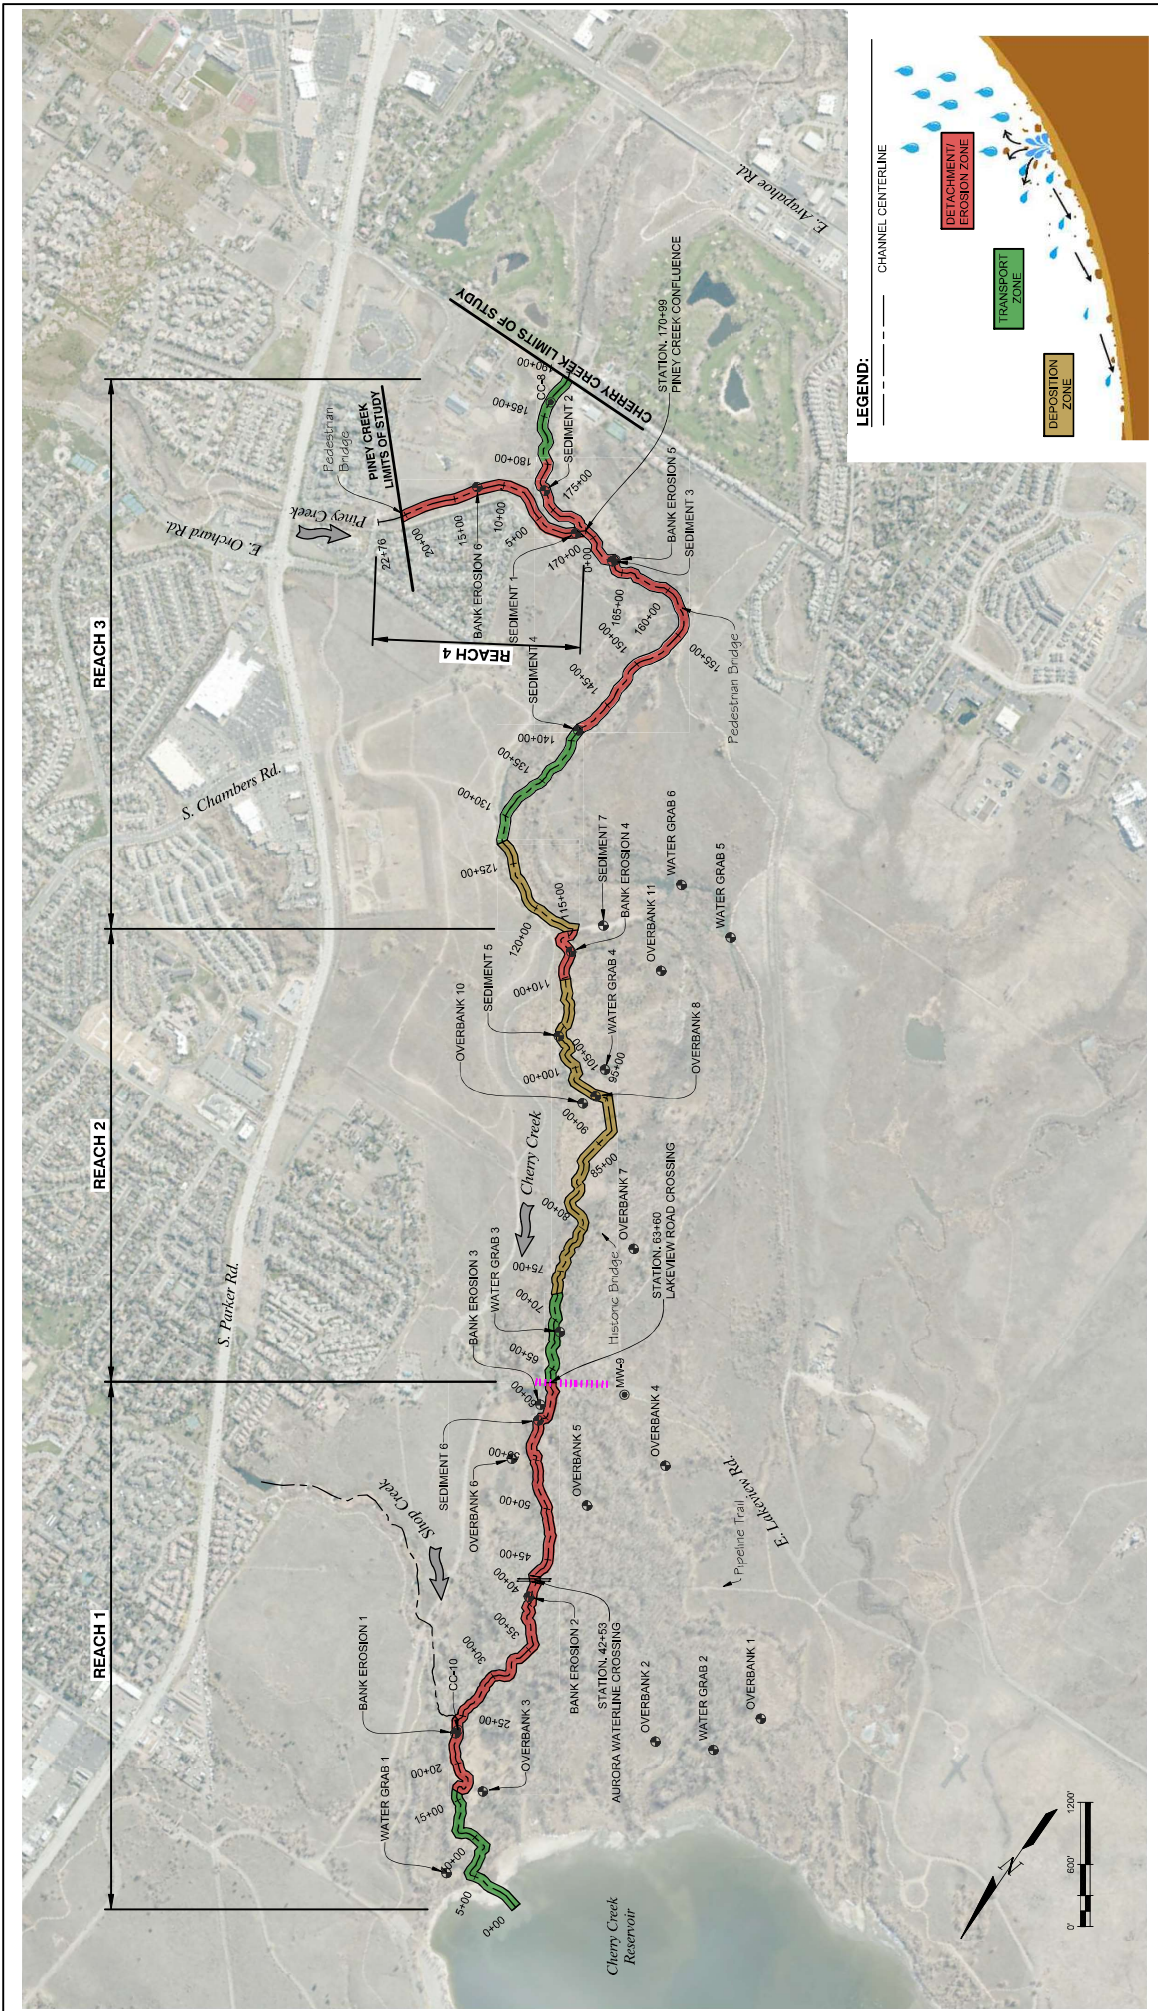 REACH 1
REACH 2
REACH 3
REACH 4
S. Parker Rd.
S. Chambers Rd.
E. Orchard Rd.
E. Arapahoe Rd.
E. Lakeview Rd.
Piney Creek
Pedestrian
Bridge
PINEY CREEK
LIMITS OF STUDY
22+76
20+00
15+00
10+00
5+00
0+00
CHERRY CREEK LIMITS OF STUDY
190+00
CC-8
185+00
180+00
SEDIMENT 2
175+00
STATION. 170+99
PINEY CREEK CONFLUENCE
170+00
BANK EROSION 6
SEDIMENT 1
BANK EROSION 5
SEDIMENT 3
165+00
160+00
155+00
150+00
145+00
Pedestrian Bridge
SEDIMENT 4
140+00
135+00
130+00
125+00
120+00
115+00
SEDIMENT 7
BANK EROSION 4
WATER GRAB 6
WATER GRAB 5
OVERBANK 11
110+00
SEDIMENT 5
OVERBANK 10
105+00
100+00
WATER GRAB 4
95+00
OVERBANK 8
90+00
85+00
Cherry Creek
80+00
OVERBANK 7
Historic Bridge
75+00
70+00
WATER GRAB 3
BANK EROSION 3
65+00
STATION. 63+60
LAKEVIEW ROAD CROSSING
60+00
MW-9
SEDIMENT 6
OVERBANK 6
OVERBANK 5
OVERBANK 4
50+00
45+00
40+00
Pipeline Trail
Shop Creek
35+00
BANK EROSION 2
STATION. 42+53
AURORA WATERLINE CROSSING
30+00
BANK EROSION 1
CC-10
25+00
20+00
OVERBANK 3
OVERBANK 2
WATER GRAB 2
OVERBANK 1
15+00
WATER GRAB 1
5+00
0+00
Cherry Creek
Reservoir
N
0'
600'
1200'
LEGEND:
CHANNEL CENTERLINE
DEPOSITION
ZONE
TRANSPORT
ZONE
DETACHMENT/
EROSION ZONE